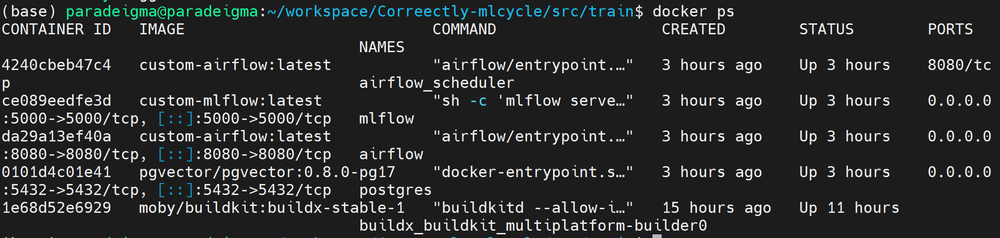 (base) paradeigma@paradeigma:~/workspace/Correectly-mlcycle/src/train$ docker ps
CONTAINER ID   IMAGE                           COMMAND                  CREATED        STATUS        PORTS
                                       NAMES
4240cbeb47c4   custom-airflow:latest           "airflow/entrypoint.…"   3 hours ago    Up 3 hours    8080/tc
p                                      airflow_scheduler
ce089eedfe3d   custom-mlflow:latest            "sh -c 'mlflow serve…"   3 hours ago    Up 3 hours    0.0.0.0
:5000->5000/tcp, [::]:5000->5000/tcp   mlflow
da29a13ef40a   custom-airflow:latest           "airflow/entrypoint.…"   3 hours ago    Up 3 hours    0.0.0.0
:8080->8080/tcp, [::]:8080->8080/tcp   airflow
0101d4c01e41   pgvector/pgvector:0.8.0-pg17    "docker-entrypoint.s…"   3 hours ago    Up 3 hours    0.0.0.0
:5432->5432/tcp, [::]:5432->5432/tcp   postgres
1e68d52e6929   moby/buildkit:buildx-stable-1   "buildkitd --allow-i…"   15 hours ago   Up 11 hours
                                       buildx_buildkit_multiplatform-builder0